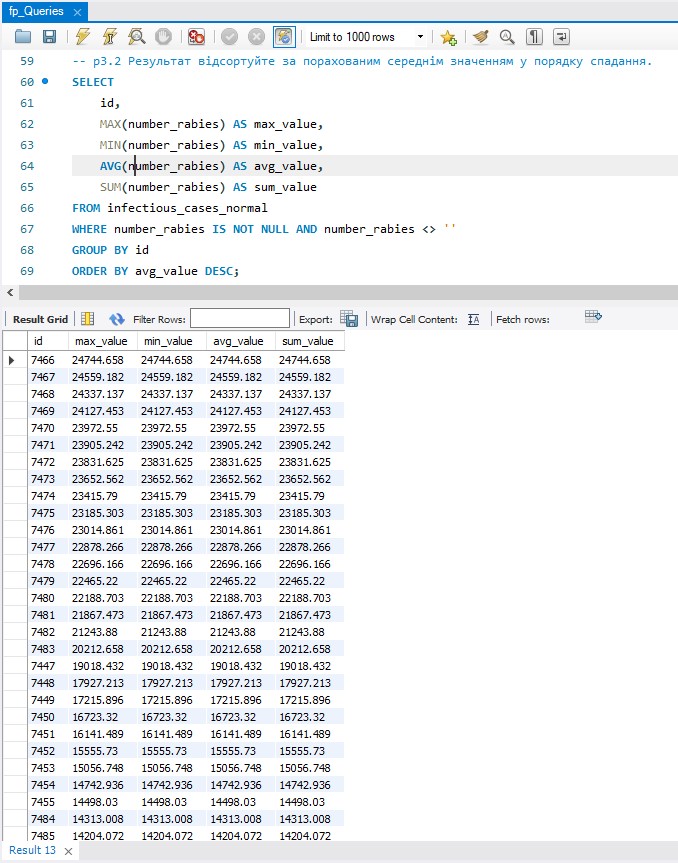 fp_Queries
Limit to 1000 rows
59 -- p3.2 Результат відсортуйте за порахованим середнім значенням у порядку спадання.
60 SELECT
61 id,
62 MAX(number_rabies) AS max_value,
63 MIN(number_rabies) AS min_value,
64 AVG(number_rabies) AS avg_value,
65 SUM(number_rabies) AS sum_value
66 FROM infectious_cases_normal
67 WHERE number_rabies IS NOT NULL AND number_rabies <> ''
68 GROUP BY id
69 ORDER BY avg_value DESC;
Result Grid Filter Rows: Export: Wrap Cell Content: Fetch rows:
id max_value min_value avg_value sum_value
7466 24744.658 24744.658 24744.658 24744.658
7467 24559.182 24559.182 24559.182 24559.182
7468 24337.137 24337.137 24337.137 24337.137
7469 24127.453 24127.453 24127.453 24127.453
7470 23972.55 23972.55 23972.55 23972.55
7471 23905.242 23905.242 23905.242 23905.242
7472 23831.625 23831.625 23831.625 23831.625
7473 23652.562 23652.562 23652.562 23652.562
7474 23415.79 23415.79 23415.79 23415.79
7475 23185.303 23185.303 23185.303 23185.303
7476 23014.861 23014.861 23014.861 23014.861
7477 22878.266 22878.266 22878.266 22878.266
7478 22696.166 22696.166 22696.166 22696.166
7479 22465.22 22465.22 22465.22 22465.22
7480 22188.703 22188.703 22188.703 22188.703
7481 21867.473 21867.473 21867.473 21867.473
7482 21243.88 21243.88 21243.88 21243.88
7483 20212.658 20212.658 20212.658 20212.658
7447 19018.432 19018.432 19018.432 19018.432
7448 17927.213 17927.213 17927.213 17927.213
7449 17215.896 17215.896 17215.896 17215.896
7450 16723.32 16723.32 16723.32 16723.32
7451 16141.489 16141.489 16141.489 16141.489
7452 15555.73 15555.73 15555.73 15555.73
7453 15056.748 15056.748 15056.748 15056.748
7454 14742.936 14742.936 14742.936 14742.936
7455 14498.03 14498.03 14498.03 14498.03
7484 14313.008 14313.008 14313.008 14313.008
7485 14204.072 14204.072 14204.072 14204.072
Result 13